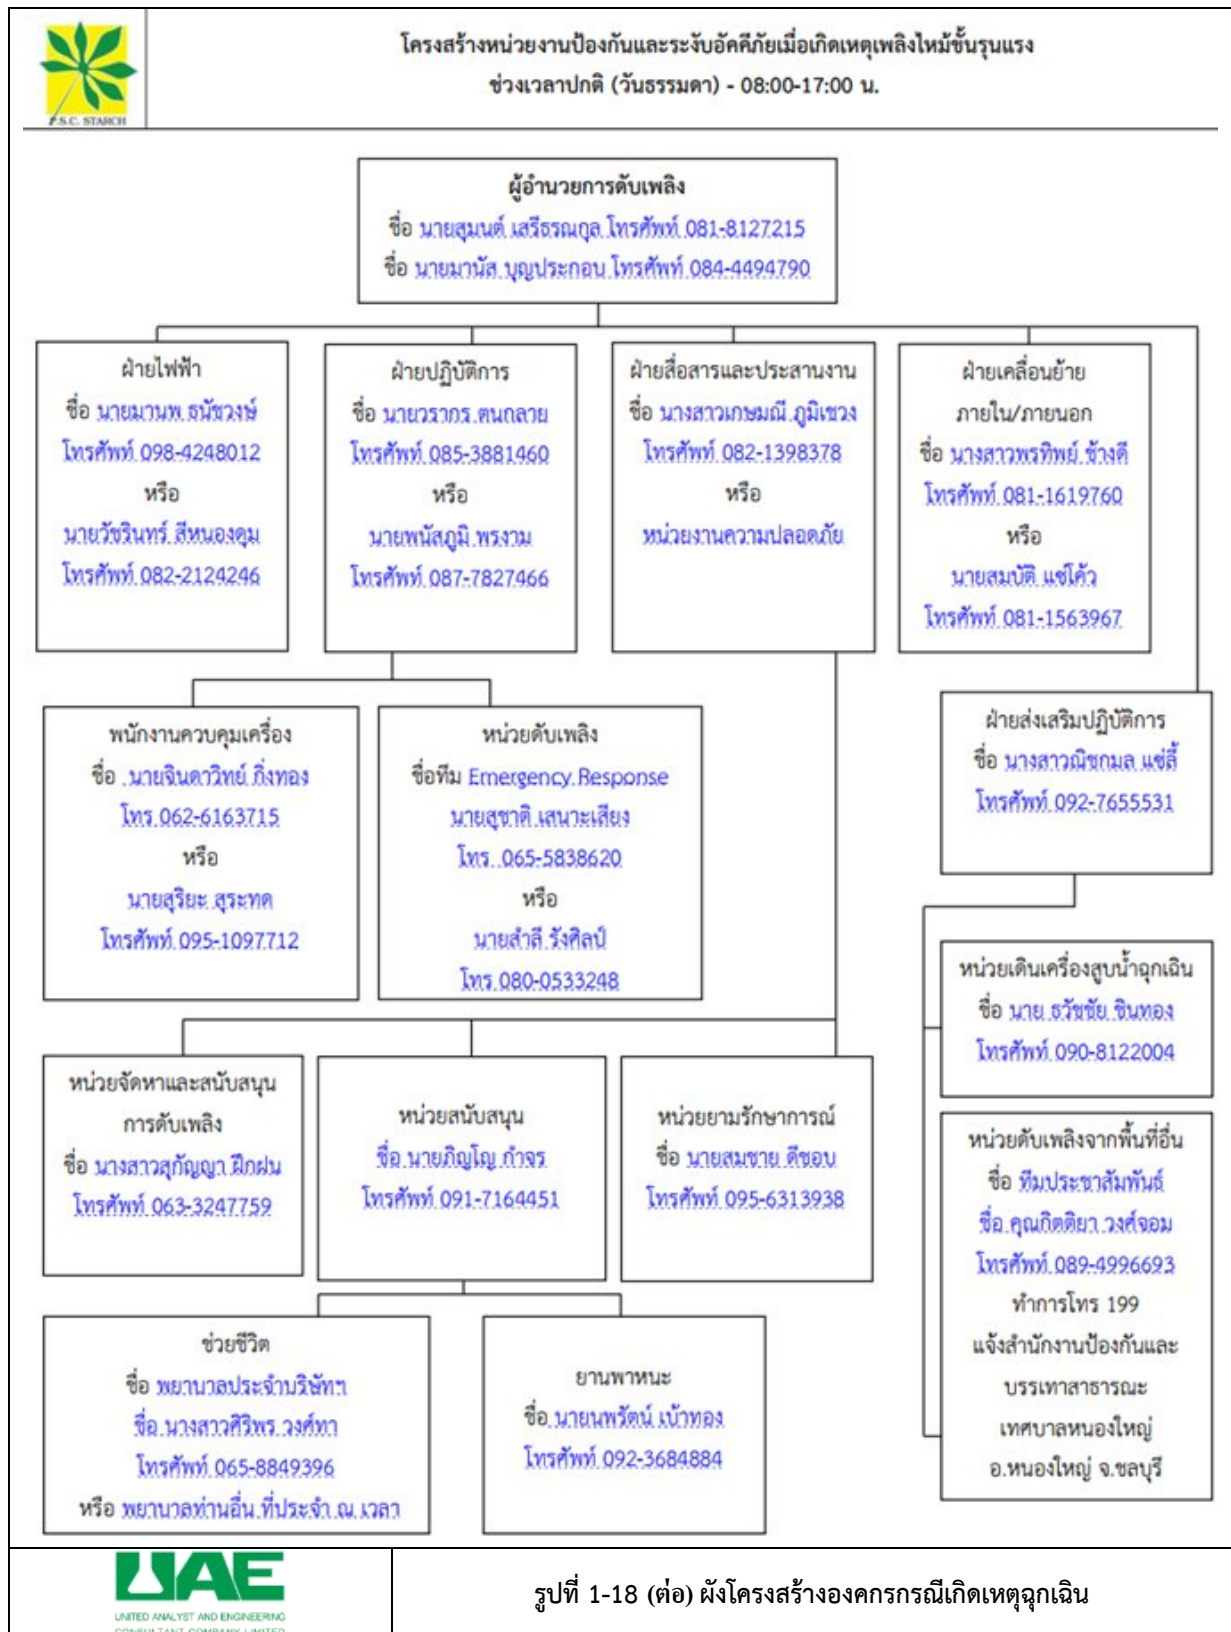 โครงสร้างหน่วยงานป้องกันและระงับอัคคีภัยเมื่อเกิดเหตุเพลิงไหม้ขั้นรุนแรง
ช่วงเวลาปกติ (วันธรรมดา) - 08:00-17:00 น.
P.S.C. STARCH
ผู้อำนวยการดับเพลิง
ชื่อ นายสุมนต์ เสรีธรณกุล โทรศัพท์ 081-8127215
ชื่อ นายมานัส บุญประกอบ โทรศัพท์ 084-4494790
ฝ่ายไฟฟ้า
ชื่อ นายมานพ ธนัชวงษ์
โทรศัพท์ 098-4248012
หรือ
นายวัชรินทร์ สีหนองดุม
โทรศัพท์ 082-2124246
ฝ่ายปฏิบัติการ
ชื่อ นายวรากร ตนกลาย
โทรศัพท์ 085-3881460
หรือ
นายพนัสภูมิ พรงาม
โทรศัพท์ 087-7827466
ฝ่ายสื่อสารและประสานงาน
ชื่อ นางสาวเกษมณี ภูมิเขวง
โทรศัพท์ 082-1398378
หรือ
หน่วยงานความปลอดภัย
ฝ่ายเคลื่อนย้าย
ภายใน/ภายนอก
ชื่อ นางสาวพรทิพย์ ช้างดี
โทรศัพท์ 081-1619760
หรือ
นายสมบัติ แซ่โค้ว
โทรศัพท์ 081-1563967
พนักงานควบคุมเครื่อง
ชื่อ นายจินดาวิทย์ กิ่งทอง
โทร 062-6163715
หรือ
นายสุริยะ สุระทด
โทรศัพท์ 095-1097712
หน่วยดับเพลิง
ชื่อทีม Emergency Response
นายสุชาติ เสนาะเสียง
โทร. 065-5838620
หรือ
นายสำลี รังศิลป์
โทร 080-0533248
ฝ่ายส่งเสริมปฏิบัติการ
ชื่อ นางสาวณิชกมล แซ่ลี้
โทรศัพท์ 092-7655531
หน่วยเดินเครื่องสูบน้ำฉุกเฉิน
ชื่อ นาย ธวัชชัย ชินทอง
โทรศัพท์ 090-8122004
หน่วยจัดหาและสนับสนุน
การดับเพลิง
ชื่อ นางสาวสุกัญญา ฝึกฝน
โทรศัพท์ 063-3247759
หน่วยสนับสนุน
ชื่อ นายภิญโญ กำจร
โทรศัพท์ 091-7164451
หน่วยยามรักษาการณ์
ชื่อ นายสมชาย ดีชอบ
โทรศัพท์ 095-6313938
หน่วยดับเพลิงจากพื้นที่อื่น
ชื่อ ทีมประชาสัมพันธ์
ชื่อ คุณกิตติยา วงศ์จอม
โทรศัพท์ 089-4996693
ทำการโทร 199
แจ้งสำนักงานป้องกันและ
บรรเทาสาธารณะ
เทศบาลหนองใหญ่
อ.หนองใหญ่ จ.ชลบุรี
ช่วยชีวิต
ชื่อ พยาบาลประจำบริษัทฯ
ชื่อ นางสาวศิริพร วงศ์ทา
โทรศัพท์ 065-8849396
หรือ พยาบาลท่านอื่น ที่ประจำ ณ เวลา
ยานพาหนะ
ชื่อ นายนพรัตน์ เบ้าทอง
โทรศัพท์ 092-3684884
UAE
UNITED ANALYST AND ENGINEERING
CONSULTANT COMPANY LIMITED
รูปที่ 1-18 (ต่อ) ผังโครงสร้างองค์กรกรณีเกิดเหตุฉุกเฉิน